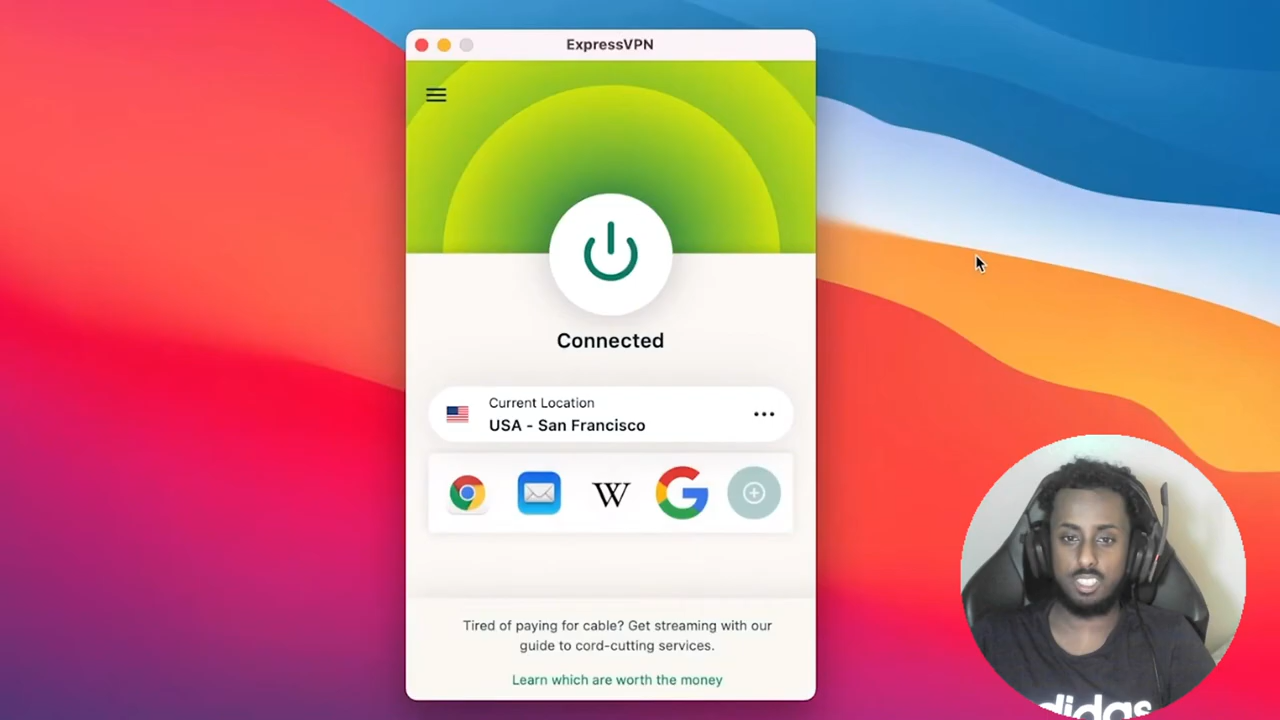 ExpressVPN
Connected
Current Location
USA - San Francisco
W
G
Tired of paying for cable? Get streaming with our
guide to cord-cutting services.
Learn which are worth the money
adidas